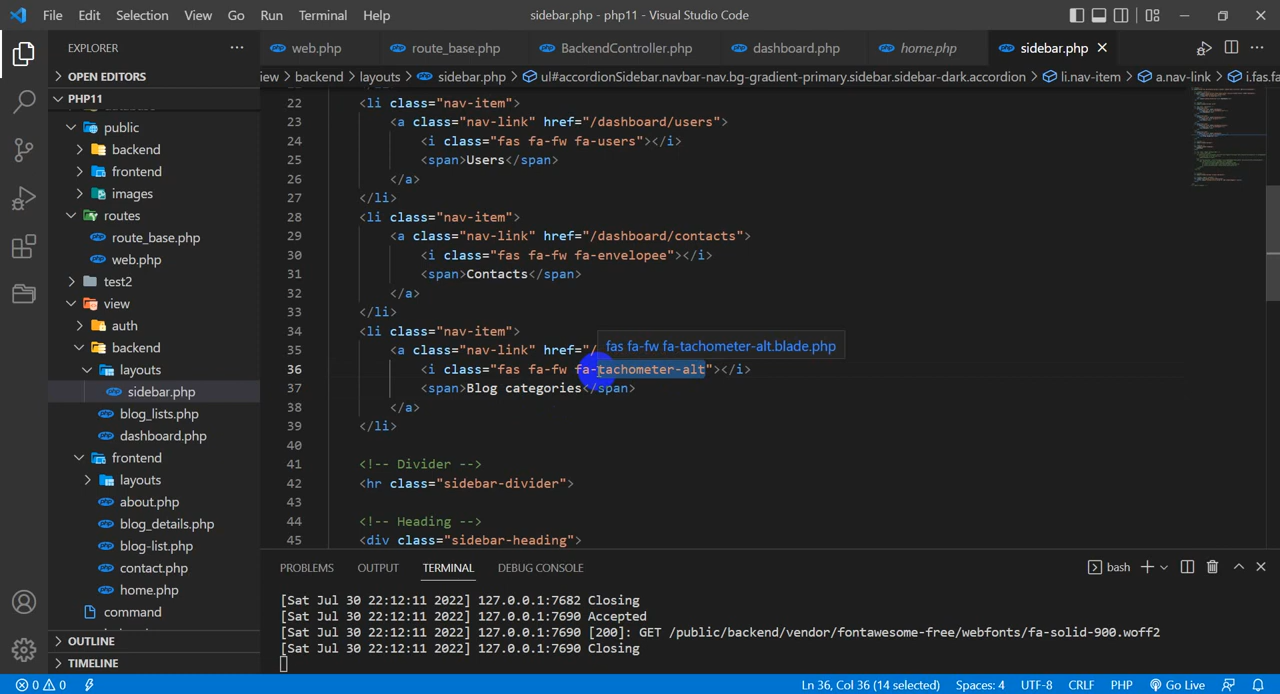 File Edit Selection View Go Run Terminal Help sidebar.php - php11 - Visual Studio Code
EXPLORER
OPEN EDITORS
PHP11
public
backend
frontend
images
routes
route_base.php
web.php
test2
view
auth
backend
layouts
sidebar.php
blog_lists.php
dashboard.php
frontend
layouts
about.php
blog_details.php
blog-list.php
contact.php
home.php
command
OUTLINE
TIMELINE
web.php route_base.php BackendController.php dashboard.php home.php sidebar.php
iew > backend > layouts > sidebar.php > ul#accordionSidebar.navbar-nav.bg-gradient-primary.sidebar.sidebar-dark.accordion > li.nav-item > a.nav-link > i.fas.fa
22 <li class="nav-item">
23 <a class="nav-link" href="/dashboard/users">
24 <i class="fas fa-fw fa-users"></i>
25 <span>Users</span>
26 </a>
27 </li>
28 <li class="nav-item">
29 <a class="nav-link" href="/dashboard/contacts">
30 <i class="fas fa-fw fa-envelopee"></i>
31 <span>Contacts</span>
32 </a>
33 </li>
34 <li class="nav-item">
fas fa-fw fa-tachometer-alt.blade.php
35 <a class="nav-link" href="/
36 <i class="fas fa-fw fa-tachometer-alt"></i>
37 <span>Blog categories</span>
38 </a>
39 </li>
40
41 <!-- Divider -->
42 <hr class="sidebar-divider">
43
44 <!-- Heading -->
45 <div class="sidebar-heading">
PROBLEMS OUTPUT TERMINAL DEBUG CONSOLE bash
[Sat Jul 30 22:12:11 2022] 127.0.0.1:7682 Closing
[Sat Jul 30 22:12:11 2022] 127.0.0.1:7690 Accepted
[Sat Jul 30 22:12:11 2022] 127.0.0.1:7690 [200]: GET /public/backend/vendor/fontawesome-free/webfonts/fa-solid-900.woff2
[Sat Jul 30 22:12:11 2022] 127.0.0.1:7690 Closing
0 0 Ln 36, Col 36 (14 selected) Spaces: 4 UTF-8 CRLF PHP Go Live